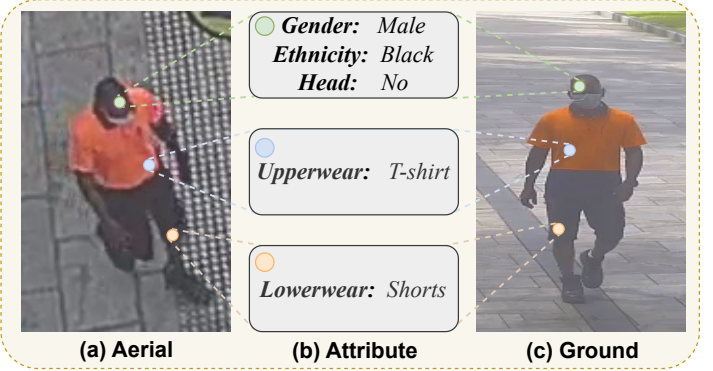 Gender: Male
Ethnicity: Black
Head: No
Upperwear: T-shirt
Lowerwear: Shorts
(a) Aerial
(b) Attribute
(c) Ground